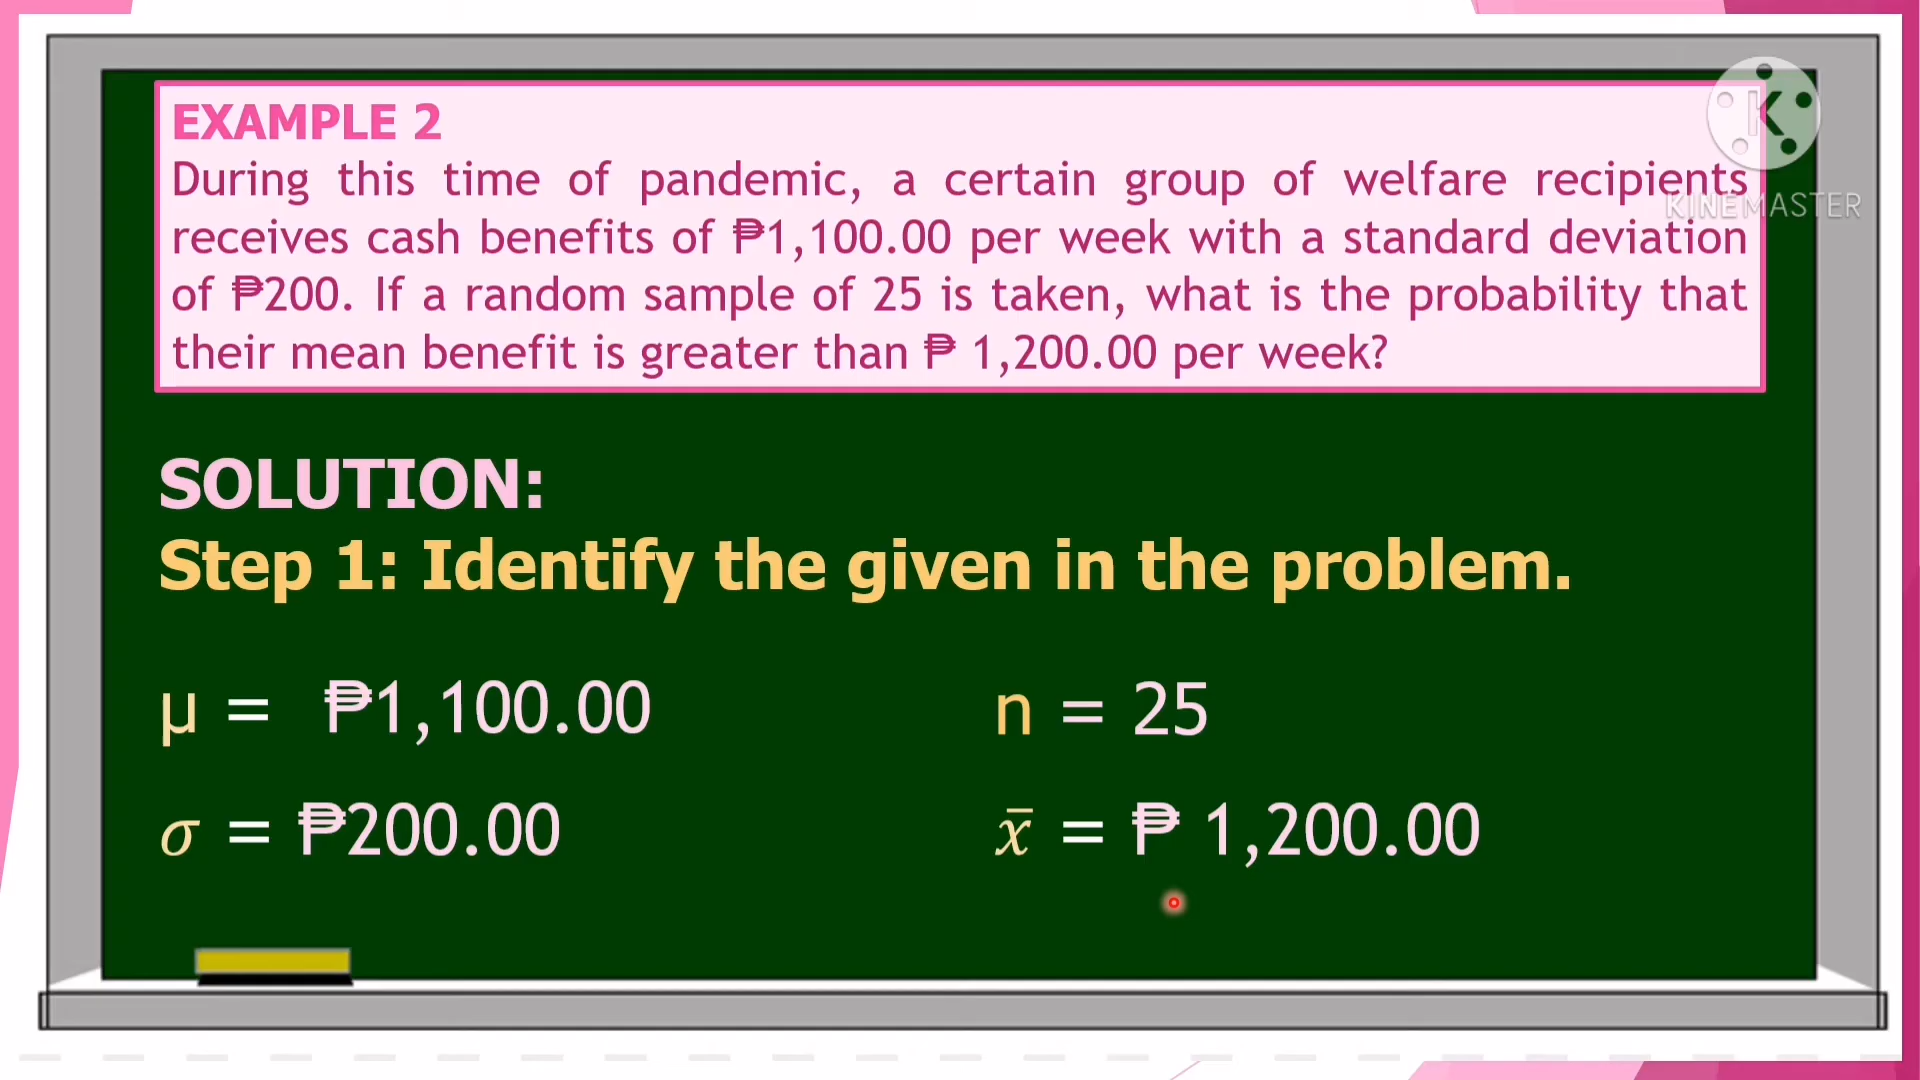 EXAMPLE 2
During this time of pandemic, a certain group of welfare recipients
receives cash benefits of ₱1,100.00 per week with a standard deviation
of ₱200. If a random sample of 25 is taken, what is the probability that
their mean benefit is greater than ₱ 1,200.00 per week?
K
KINEMASTER
SOLUTION:
Step 1: Identify the given in the problem.
μ = ₱1,100.00 n = 25
σ = ₱200.00 x̄ = ₱ 1,200.00